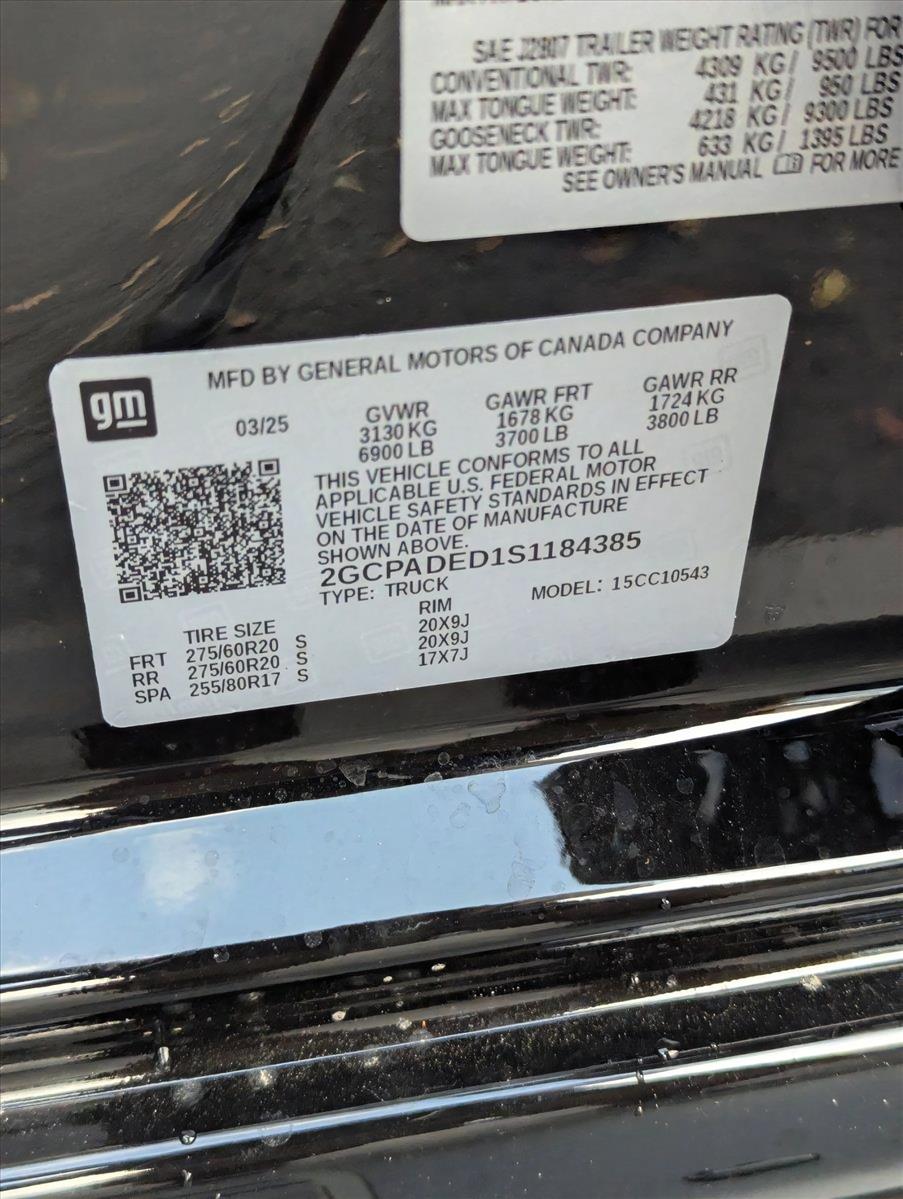 SAE J2807 TRAILER WEIGHT RATING (TWR) FOR
CONVENTIONAL TWR: 4309 KG/ 9500 LBS
MAX TONGUE WEIGHT: 431 KG/ 950 LBS
GOOSENECK TWR: 4218 KG/ 9300 LBS
MAX TONGUE WEIGHT: 633 KG/ 1395 LBS
SEE OWNER'S MANUAL FOR MORE
gm
MFD BY GENERAL MOTORS OF CANADA COMPANY
03/25
GVWR GAWR FRT GAWR RR
3130 KG 1678 KG 1724 KG
6900 LB 3700 LB 3800 LB
THIS VEHICLE CONFORMS TO ALL
APPLICABLE U.S. FEDERAL MOTOR
VEHICLE SAFETY STANDARDS IN EFFECT
ON THE DATE OF MANUFACTURE
SHOWN ABOVE.
2GCPADED1S1184385
TYPE: TRUCK MODEL: 15CC10543
TIRE SIZE RIM
FRT 275/60R20 S 20X9J
RR 275/60R20 S 20X9J
SPA 255/80R17 S 17X7J